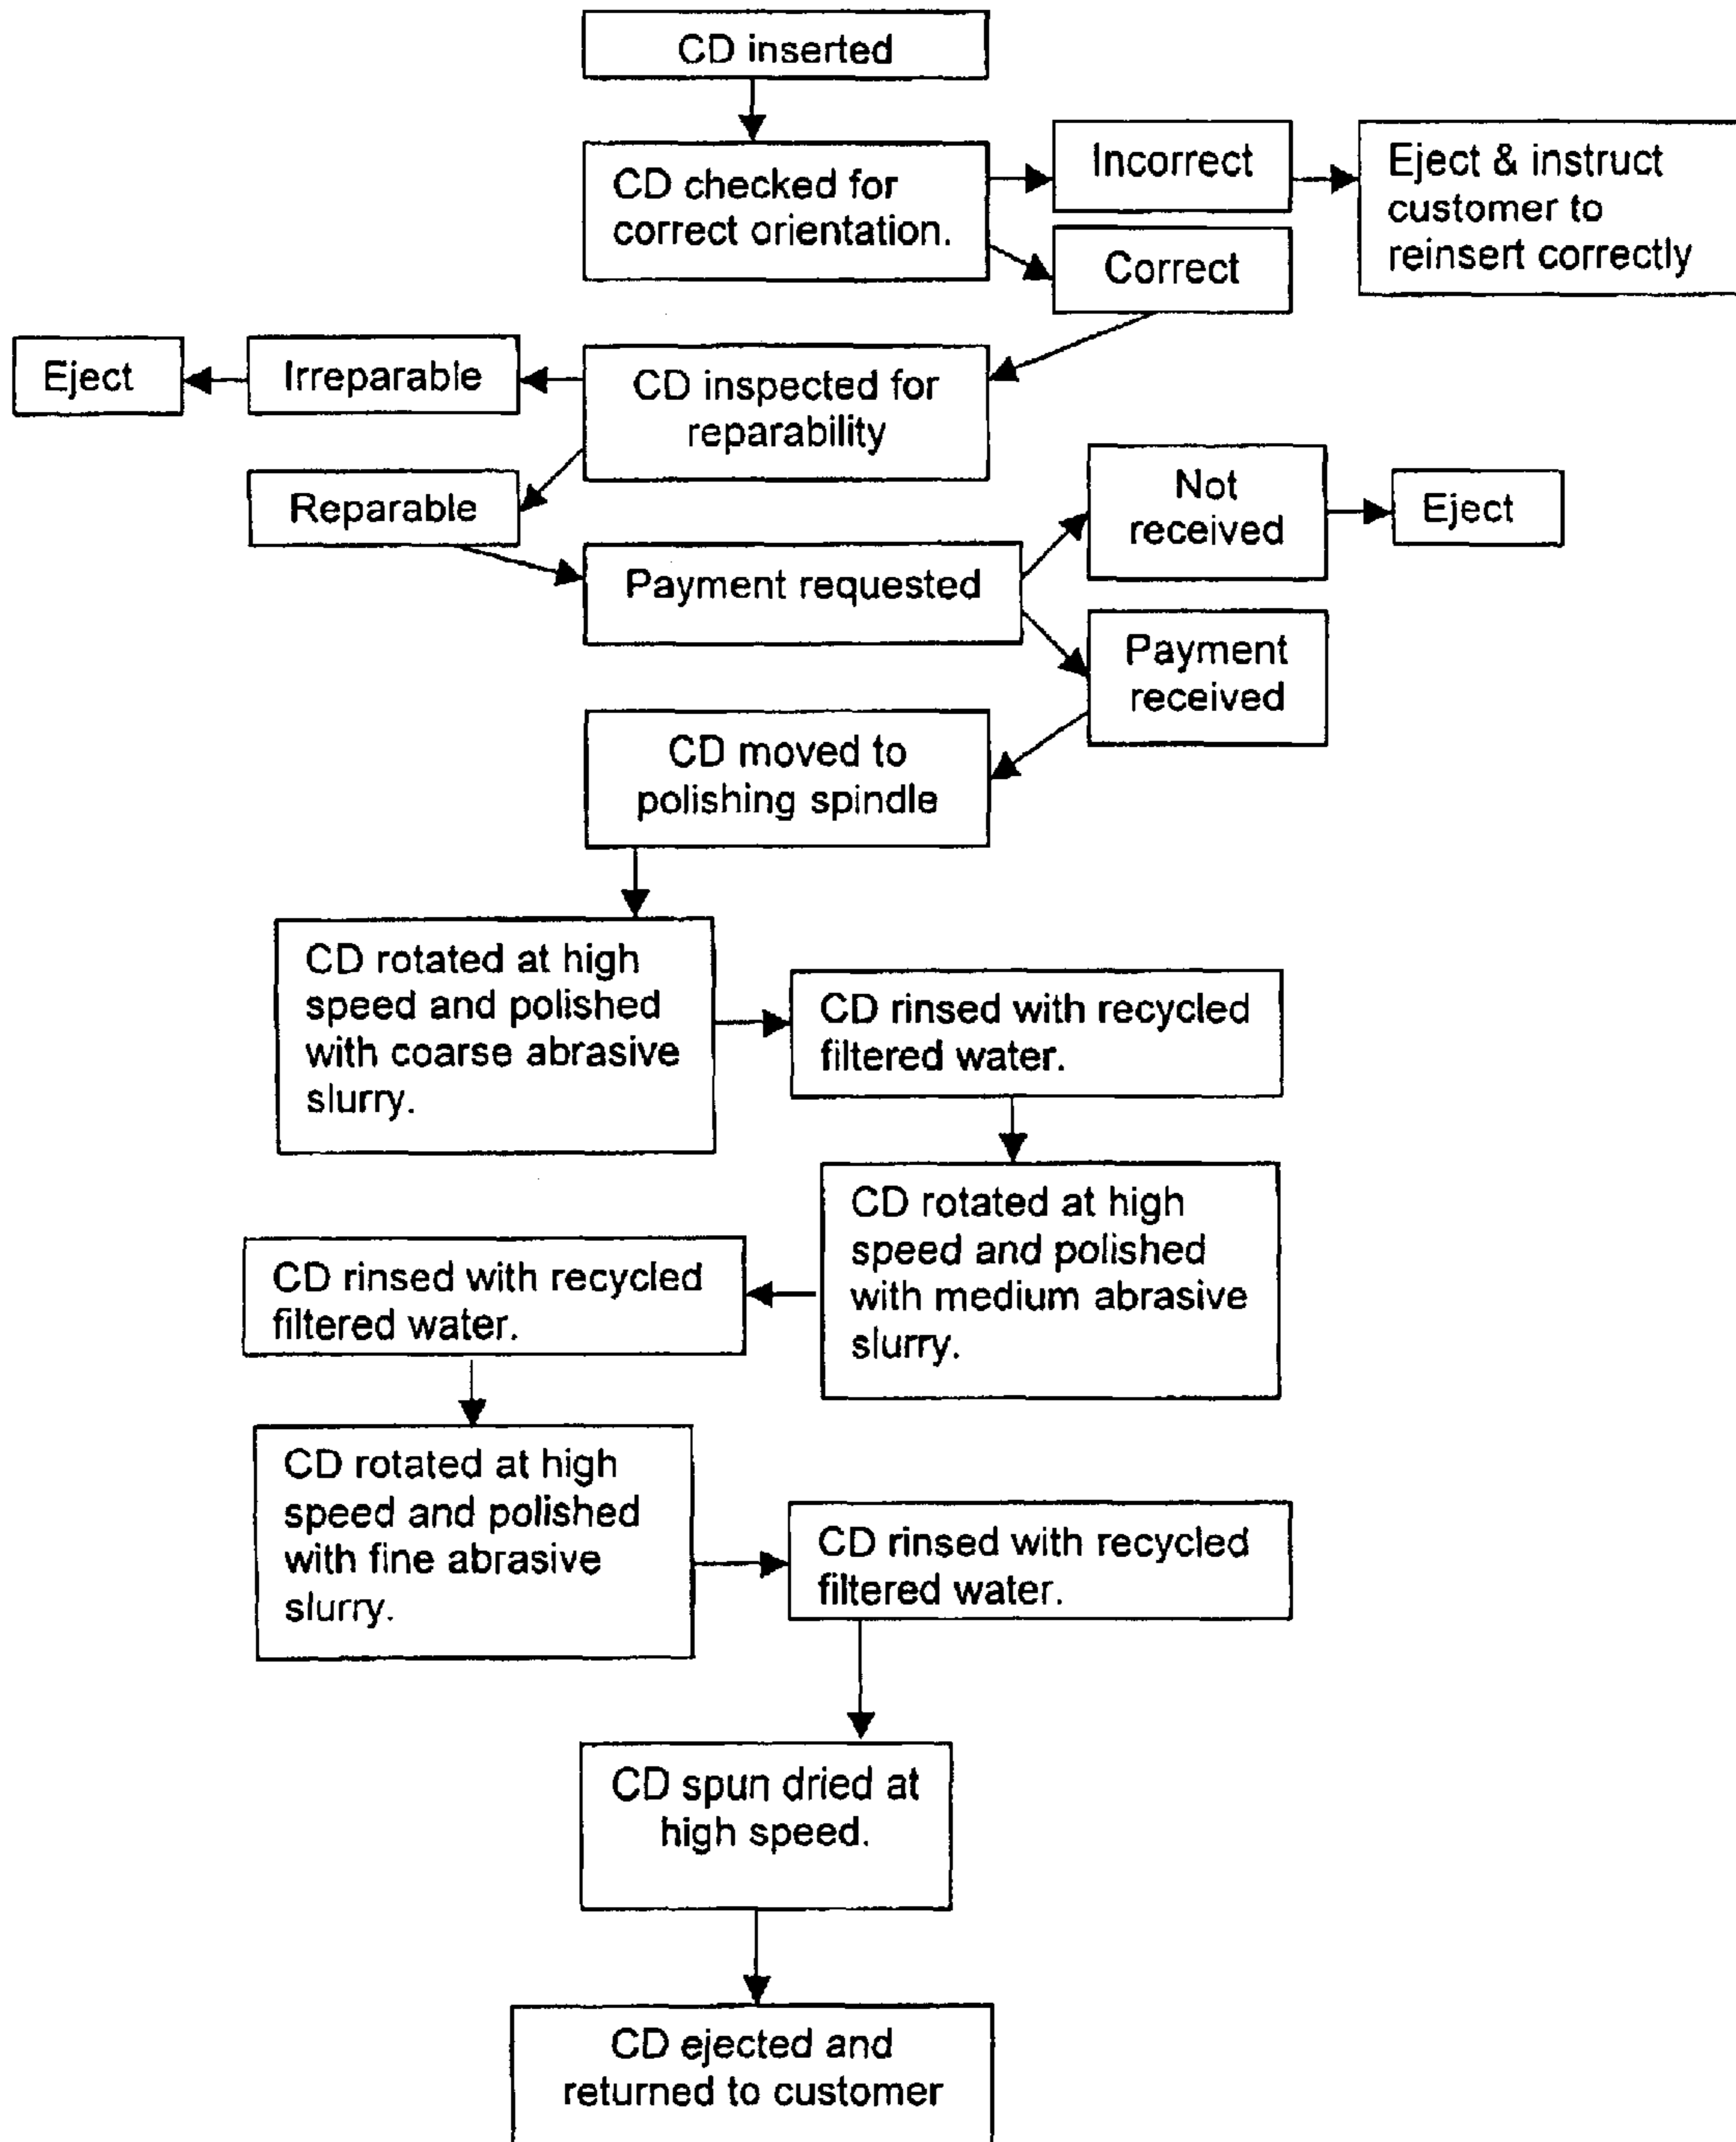 CD inserted
CD checked for
correct orientation.
Incorrect
Eject & instruct
customer to
reinsert correctly
Correct
Eject
Irreparable
CD inspected for
reparability
Reparable
Payment requested
Not
received
Eject
Payment
received
CD moved to
polishing spindle
CD rotated at high
speed and polished
with coarse abrasive
slurry.
CD rinsed with recycled
filtered water.
CD rotated at high
speed and polished
with medium abrasive
slurry.
CD rinsed with recycled
filtered water.
CD rotated at high
speed and polished
with fine abrasive
slurry.
CD rinsed with recycled
filtered water.
CD spun dried at
high speed.
CD ejected and
returned to customer